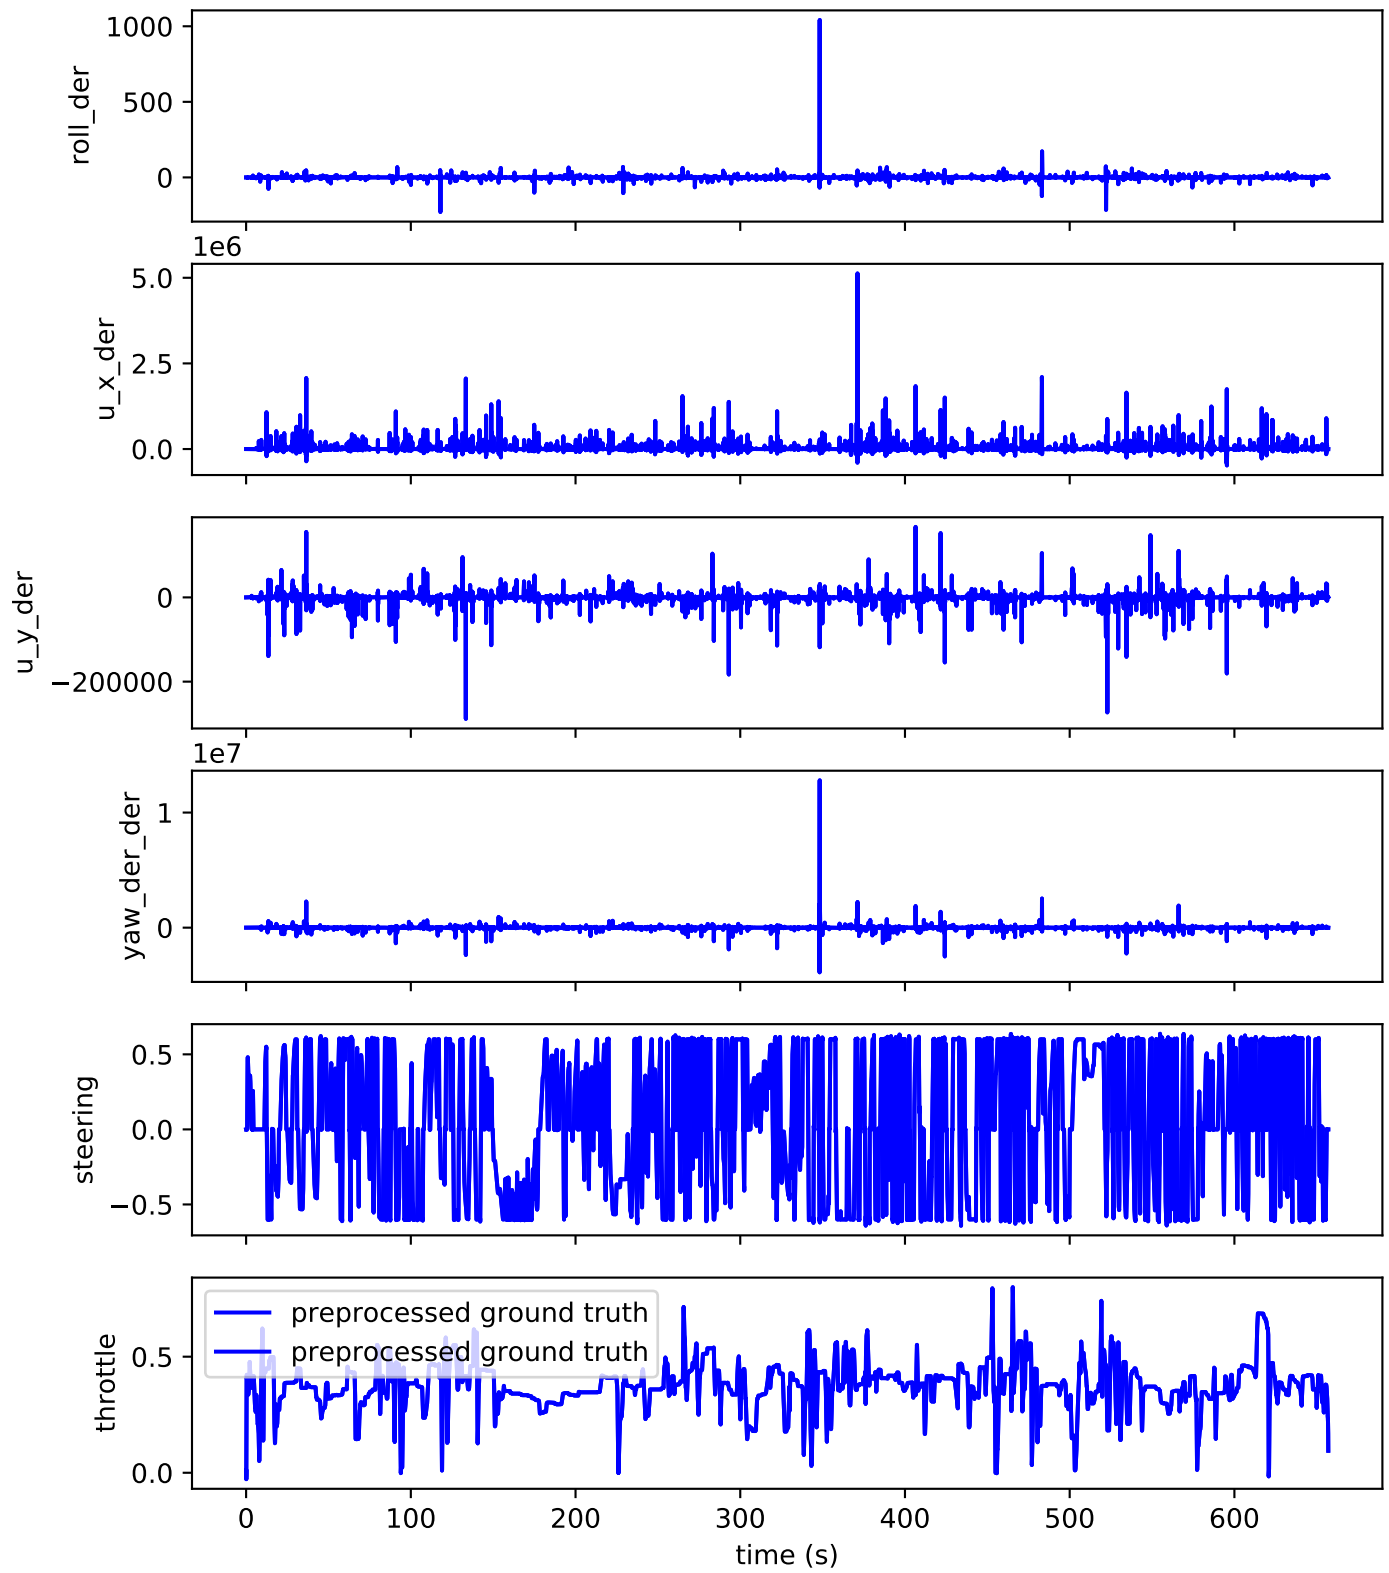 1000
500
0
roll_der
1e6
5.0
2.5
0.0
u_x_der
0
−200000
u_y_der
1e7
1
0
yaw_der_der
0.5
0.0
−0.5
steering
preprocessed ground truth
preprocessed ground truth
0.5
0.0
throttle
0 100 200 300 400 500 600
time (s)